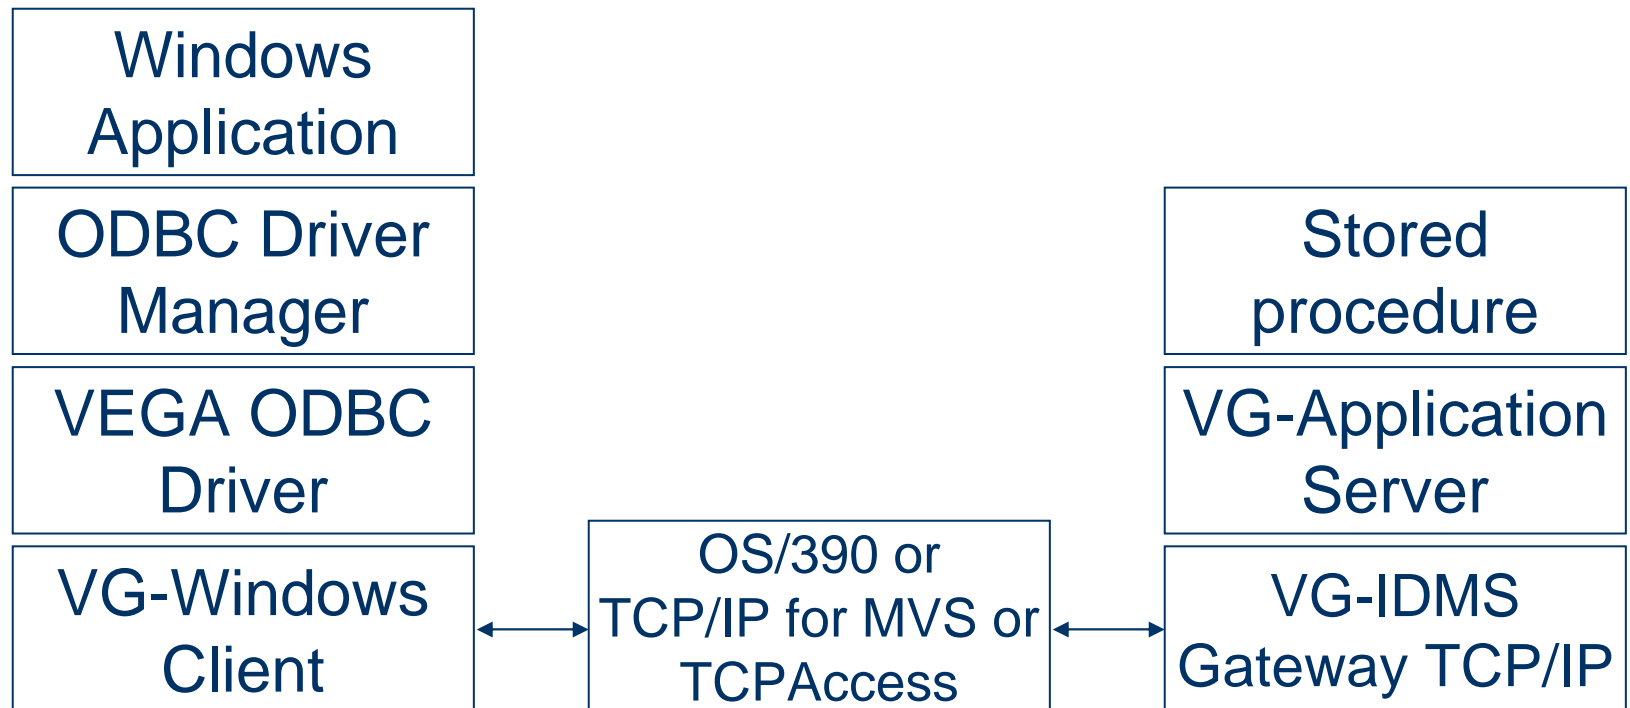 Windows
Application
ODBC Driver
Manager
VEGA ODBC
Driver
VG-Windows
Client
OS/390 or
TCP/IP for MVS or
TCPAccess
Stored
procedure
VG-Application
Server
VG-IDMS
Gateway TCP/IP